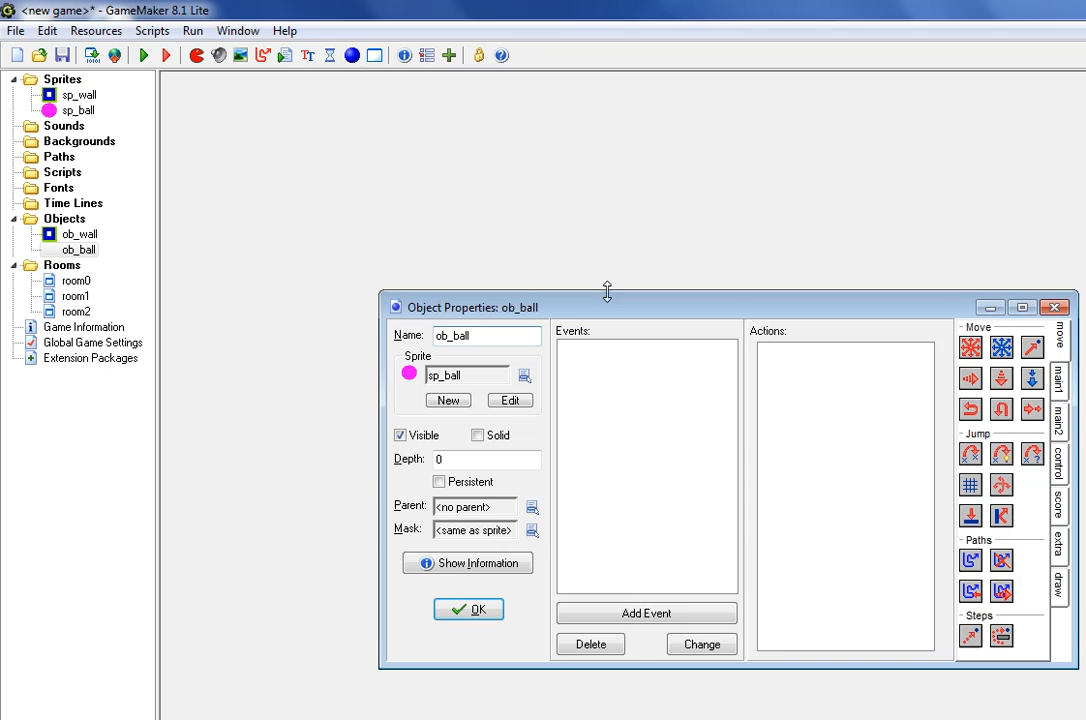 <new game>* - GameMaker 8.1 Lite
File Edit Resources Scripts Run Window Help
Sprites
sp_wall
sp_ball
Sounds
Backgrounds
Paths
Scripts
Fonts
Time Lines
Objects
ob_wall
ob_ball
Rooms
room0
room1
room2
Game Information
Global Game Settings
Extension Packages
Object Properties: ob_ball
Name: ob_ball
Sprite
sp_ball
New Edit
Visible Solid
Depth: 0
Persistent
Parent: <no parent>
Mask: <same as sprite>
Show Information
OK
Events:
Add Event
Delete Change
Actions:
Move
Jump
Paths
Steps
move
main1
main2
control
score
extra
draw